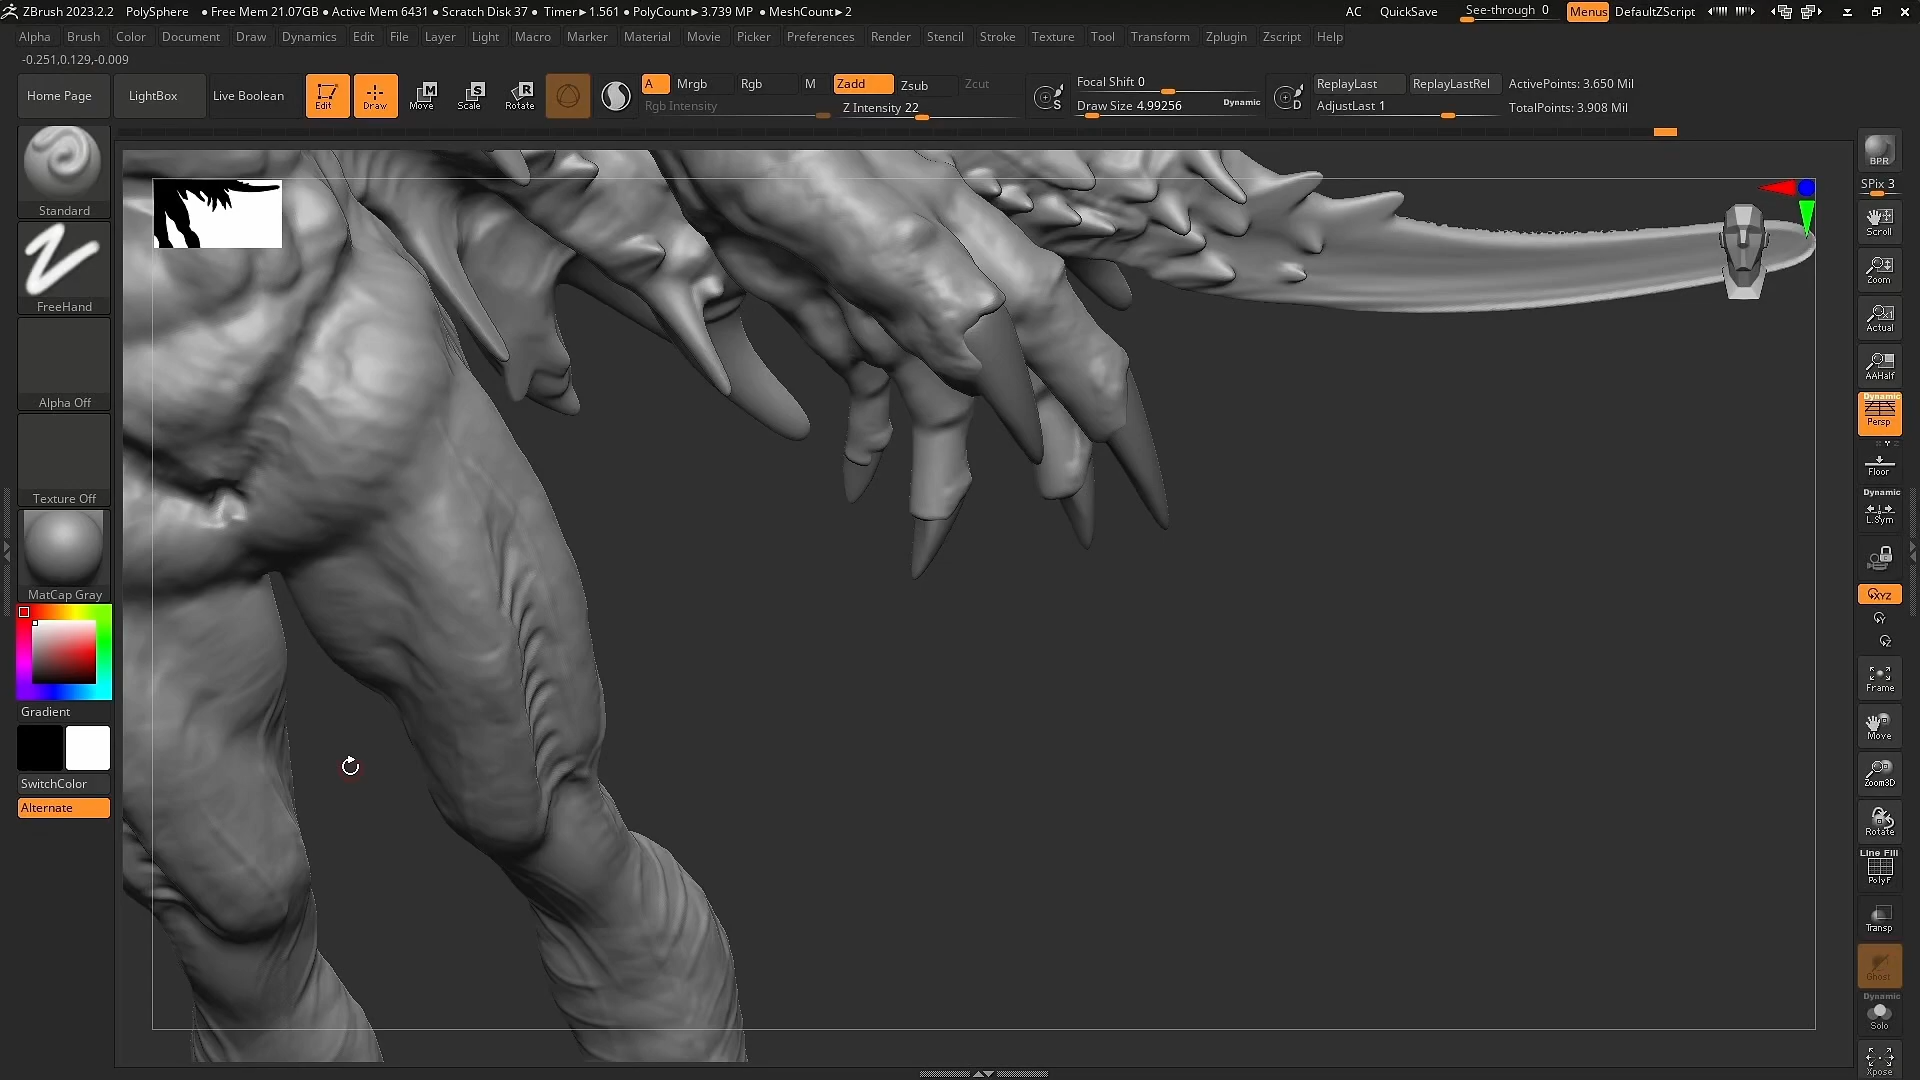 ZBrush 2023.2.2 PolySphere ● Free Mem 21.07GB ● Active Mem 6431 ● Scratch Disk 37 ● Timer►1.561 ● PolyCount►3.739 MP ● MeshCount►2 AC QuickSave See-through 0 Menus DefaultZScript
Alpha Brush Color Document Draw Dynamics Edit File Layer Light Macro Marker Material Movie Picker Preferences Render Stencil Stroke Texture Tool Transform Zplugin Zscript Help
-0.251,0.129,-0.009
Home Page LightBox Live Boolean Edit Draw Move Scale Rotate
M S R
A Mrgb Rgb M Zadd Zsub Zcut
Rgb Intensity Z Intensity 22
S Focal Shift 0
Draw Size 4.99256 Dynamic
D ReplayLast ReplayLastRel ActivePoints: 3.650 Mil
AdjustLast 1 TotalPoints: 3.908 Mil
Standard
FreeHand
Alpha Off
Texture Off
MatCap Gray
Gradient
SwitchColor
Alternate
BPR
SPix 3
Scroll
Zoom
Actual
AAHalf
Dynamic
Persp
Floor
Dynamic
L.Sym
XYZ
Y
Z
Frame
Move
Zoom3D
Rotate
Line Fill
PolyF
Transp
Ghost
Dynamic
Solo
Xpose